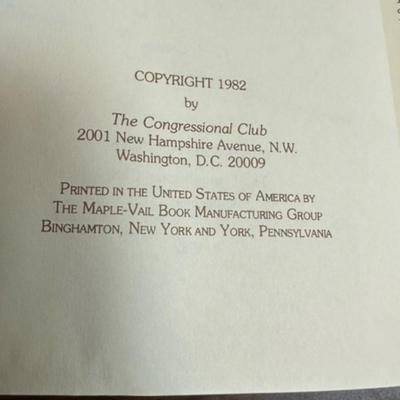 COPYRIGHT 1982
by
The Congressional Club
2001 New Hampshire Avenue, N.W.
Washington, D.C. 20009
PRINTED IN THE UNITED STATES OF AMERICA BY
THE MAPLE-VAIL BOOK MANUFACTURING GROUP
BINGHAMTON, NEW YORK AND YORK, PENNSYLVANIA